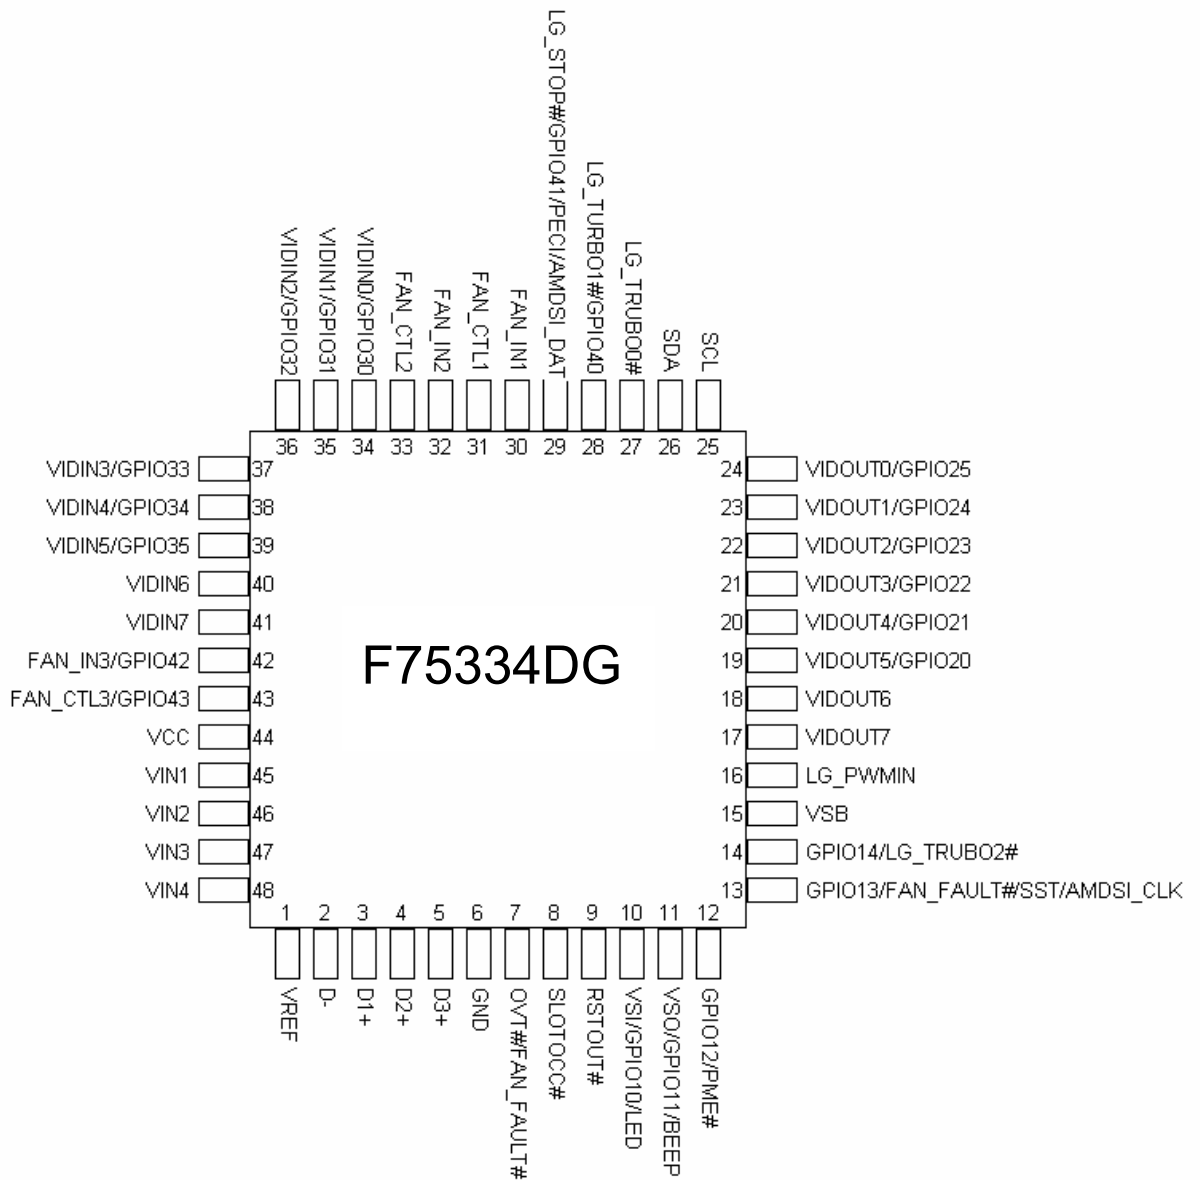 LG_STOP#/GPIO41/PECI/AMDSI_DAT
LG_TURBO1#/GPIO40
VIDIN2/GPIO32
VIDIN1/GPIO31
VIDIN0/GPIO30
FAN_CTL2
FAN_IN2
FAN_CTL1
FAN_IN1
LG_TRUBO0#
SDA
SCL
36 35 34 33 32 31 30 29 28 27 26 25
VIDIN3/GPIO33 37
24 VIDOUT0/GPIO25
VIDIN4/GPIO34 38
23 VIDOUT1/GPIO24
VIDIN5/GPIO35 39
22 VIDOUT2/GPIO23
VIDIN6 40
21 VIDOUT3/GPIO22
VIDIN7 41
20 VIDOUT4/GPIO21
FAN_IN3/GPIO42 42
F75334DG
19 VIDOUT5/GPIO20
FAN_CTL3/GPIO43 43
18 VIDOUT6
VCC 44
17 VIDOUT7
VIN1 45
16 LG_PWMIN
VIN2 46
15 VSB
VIN3 47
14 GPIO14/LG_TRUBO2#
VIN4 48
13 GPIO13/FAN_FAULT#/SST/AMDSI_CLK
1 2 3 4 5 6 7 8 9 10 11 12
VREF
D-
D1+
D2+
D3+
GND
OVT#/FAN_FAULT#
SLOTOCC#
RSTOUT#
VSI/GPIO10/LED
VSO/GPIO11/BEEP
GPIO12/PME#